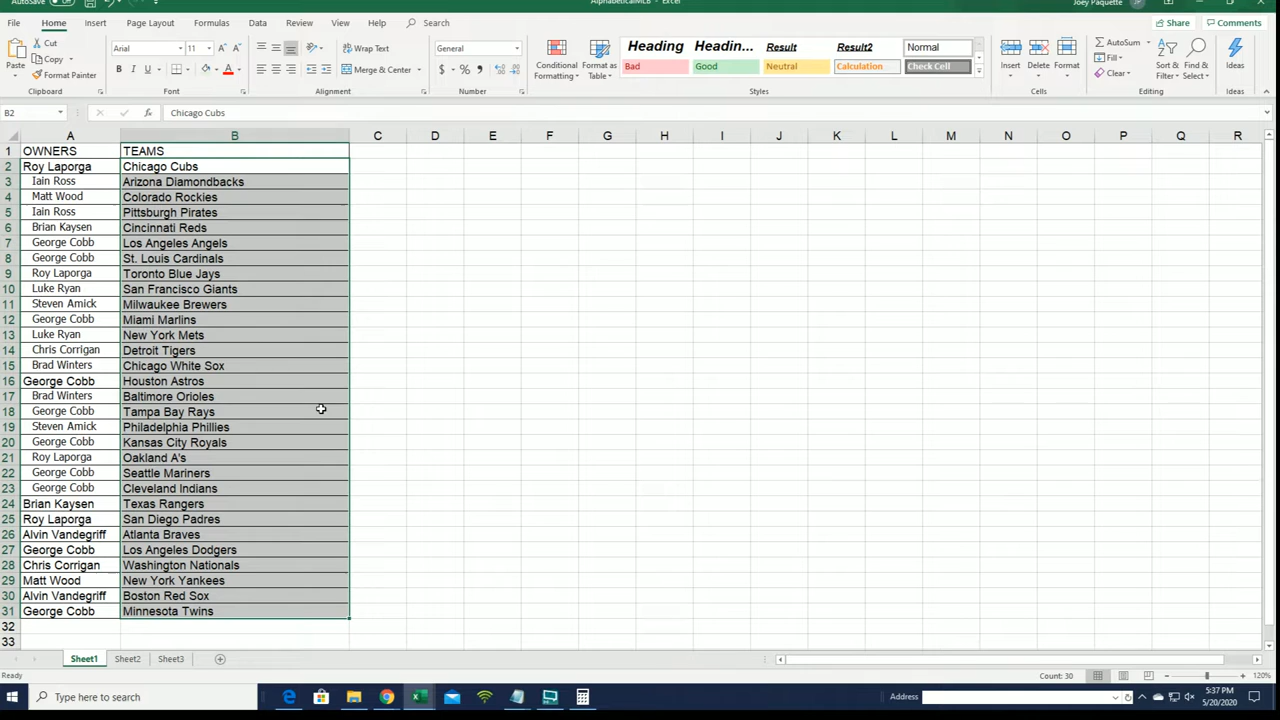 AutoSave Off AlphabeticalMLB - Excel Joey Paquette
File Home Insert Page Layout Formulas Data Review View Help Search Share Comments
Cut
Copy
Format Painter
Paste
Arial 11
B I U
Wrap Text
Merge & Center
General
$ %
Conditional Formatting
Format as Table
Heading Headin... Result Result2 Normal
Bad Good Neutral Calculation Check Cell
Insert Delete Format
AutoSum
Fill
Clear
Sort & Filter
Find & Select
Ideas
Clipboard Font Alignment Number Styles Cells Editing Ideas
B2 fx Chicago Cubs
A B C D E F G H I J K L M N O P Q R
1 OWNERS TEAMS
2 Roy Laporga Chicago Cubs
3 Iain Ross Arizona Diamondbacks
4 Matt Wood Colorado Rockies
5 Iain Ross Pittsburgh Pirates
6 Brian Kaysen Cincinnati Reds
7 George Cobb Los Angeles Angels
8 George Cobb St. Louis Cardinals
9 Roy Laporga Toronto Blue Jays
10 Luke Ryan San Francisco Giants
11 Steven Amick Milwaukee Brewers
12 George Cobb Miami Marlins
13 Luke Ryan New York Mets
14 Chris Corrigan Detroit Tigers
15 Brad Winters Chicago White Sox
16 George Cobb Houston Astros
17 Brad Winters Baltimore Orioles
18 George Cobb Tampa Bay Rays
19 Steven Amick Philadelphia Phillies
20 George Cobb Kansas City Royals
21 Roy Laporga Oakland A's
22 George Cobb Seattle Mariners
23 George Cobb Cleveland Indians
24 Brian Kaysen Texas Rangers
25 Roy Laporga San Diego Padres
26 Alvin Vandegriff Atlanta Braves
27 George Cobb Los Angeles Dodgers
28 Chris Corrigan Washington Nationals
29 Matt Wood New York Yankees
30 Alvin Vandegriff Boston Red Sox
31 George Cobb Minnesota Twins
32
33
Sheet1 Sheet2 Sheet3
Ready Count: 30 120%
Type here to search Address 5:37 PM
5/20/2020